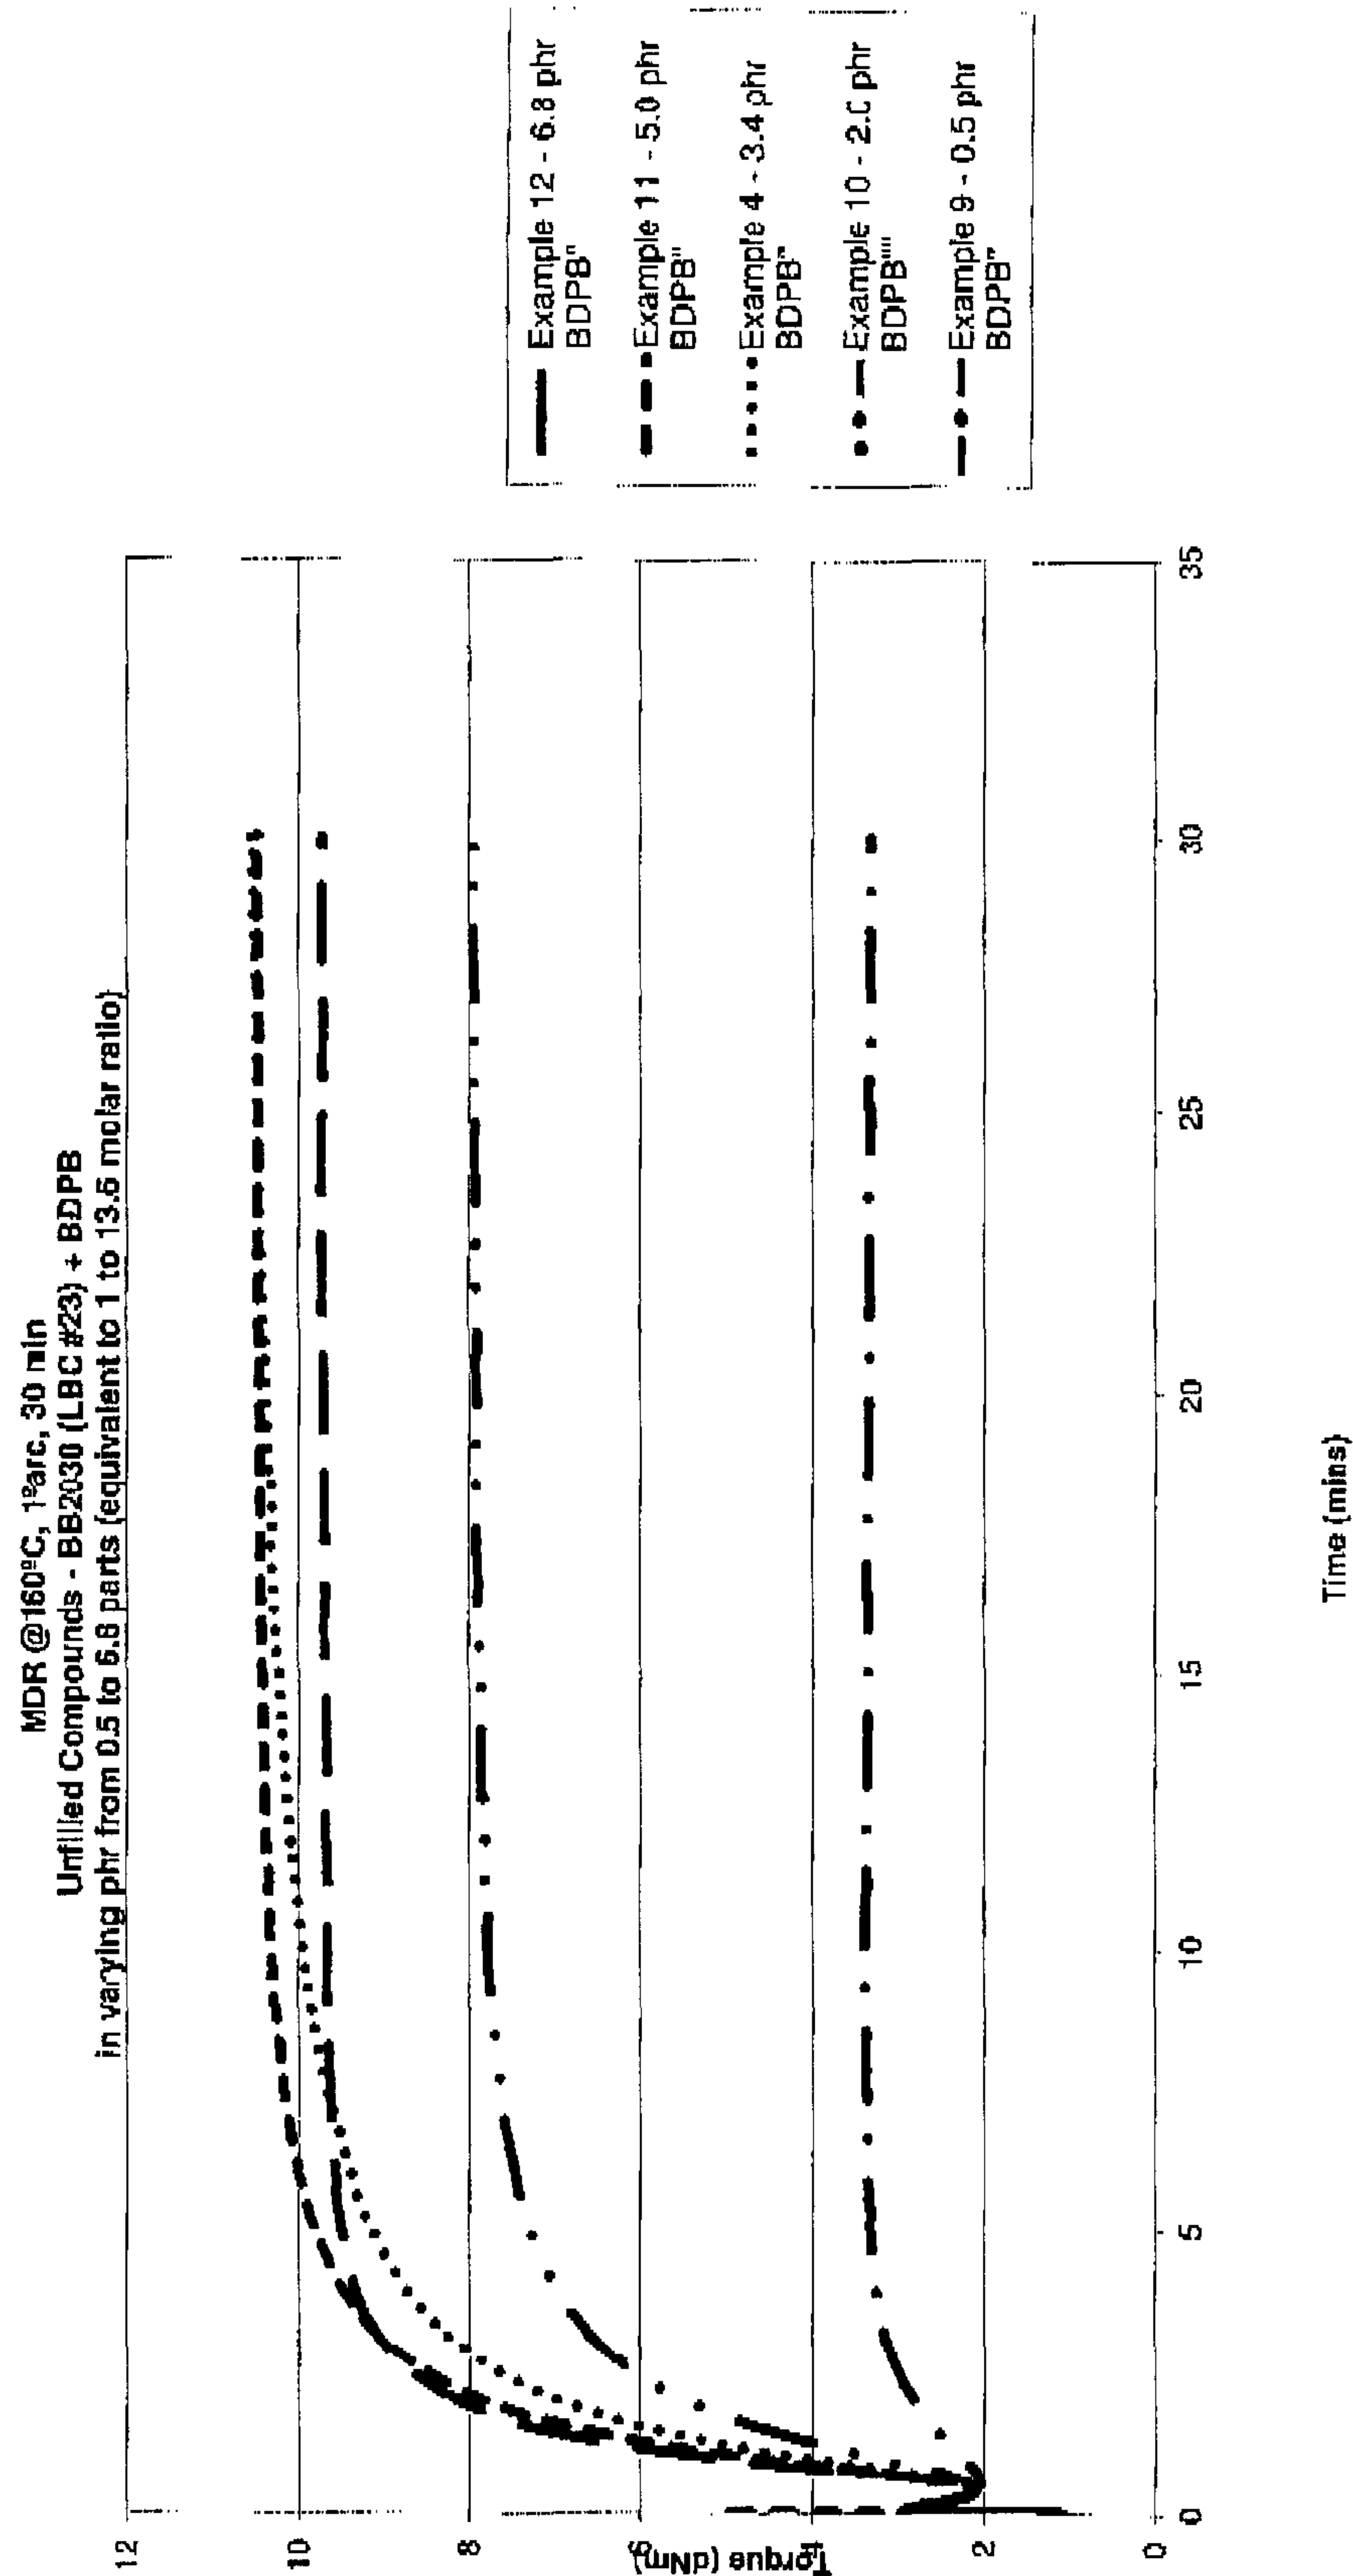 MDR @160ºC, 1ºarc, 30 min
Unfilled Compounds - BB2030 (LBC #23) + BDPB
in varying phr from 0.5 to 6.8 parts (equivalent to 1 to 13.6 molar ratio)
12
10
8
6
4
2
0
Torque (dNm)
0
5
10
15
20
25
30
35
Time (mins)
Example 12 - 6.8 phr
BDPB"
Example 11 - 5.0 phr
BDPB"
Example 4 - 3.4 phr
BDPB"
Example 10 - 2.0 phr
BDPB""
Example 9 - 0.5 phr
BDPB"